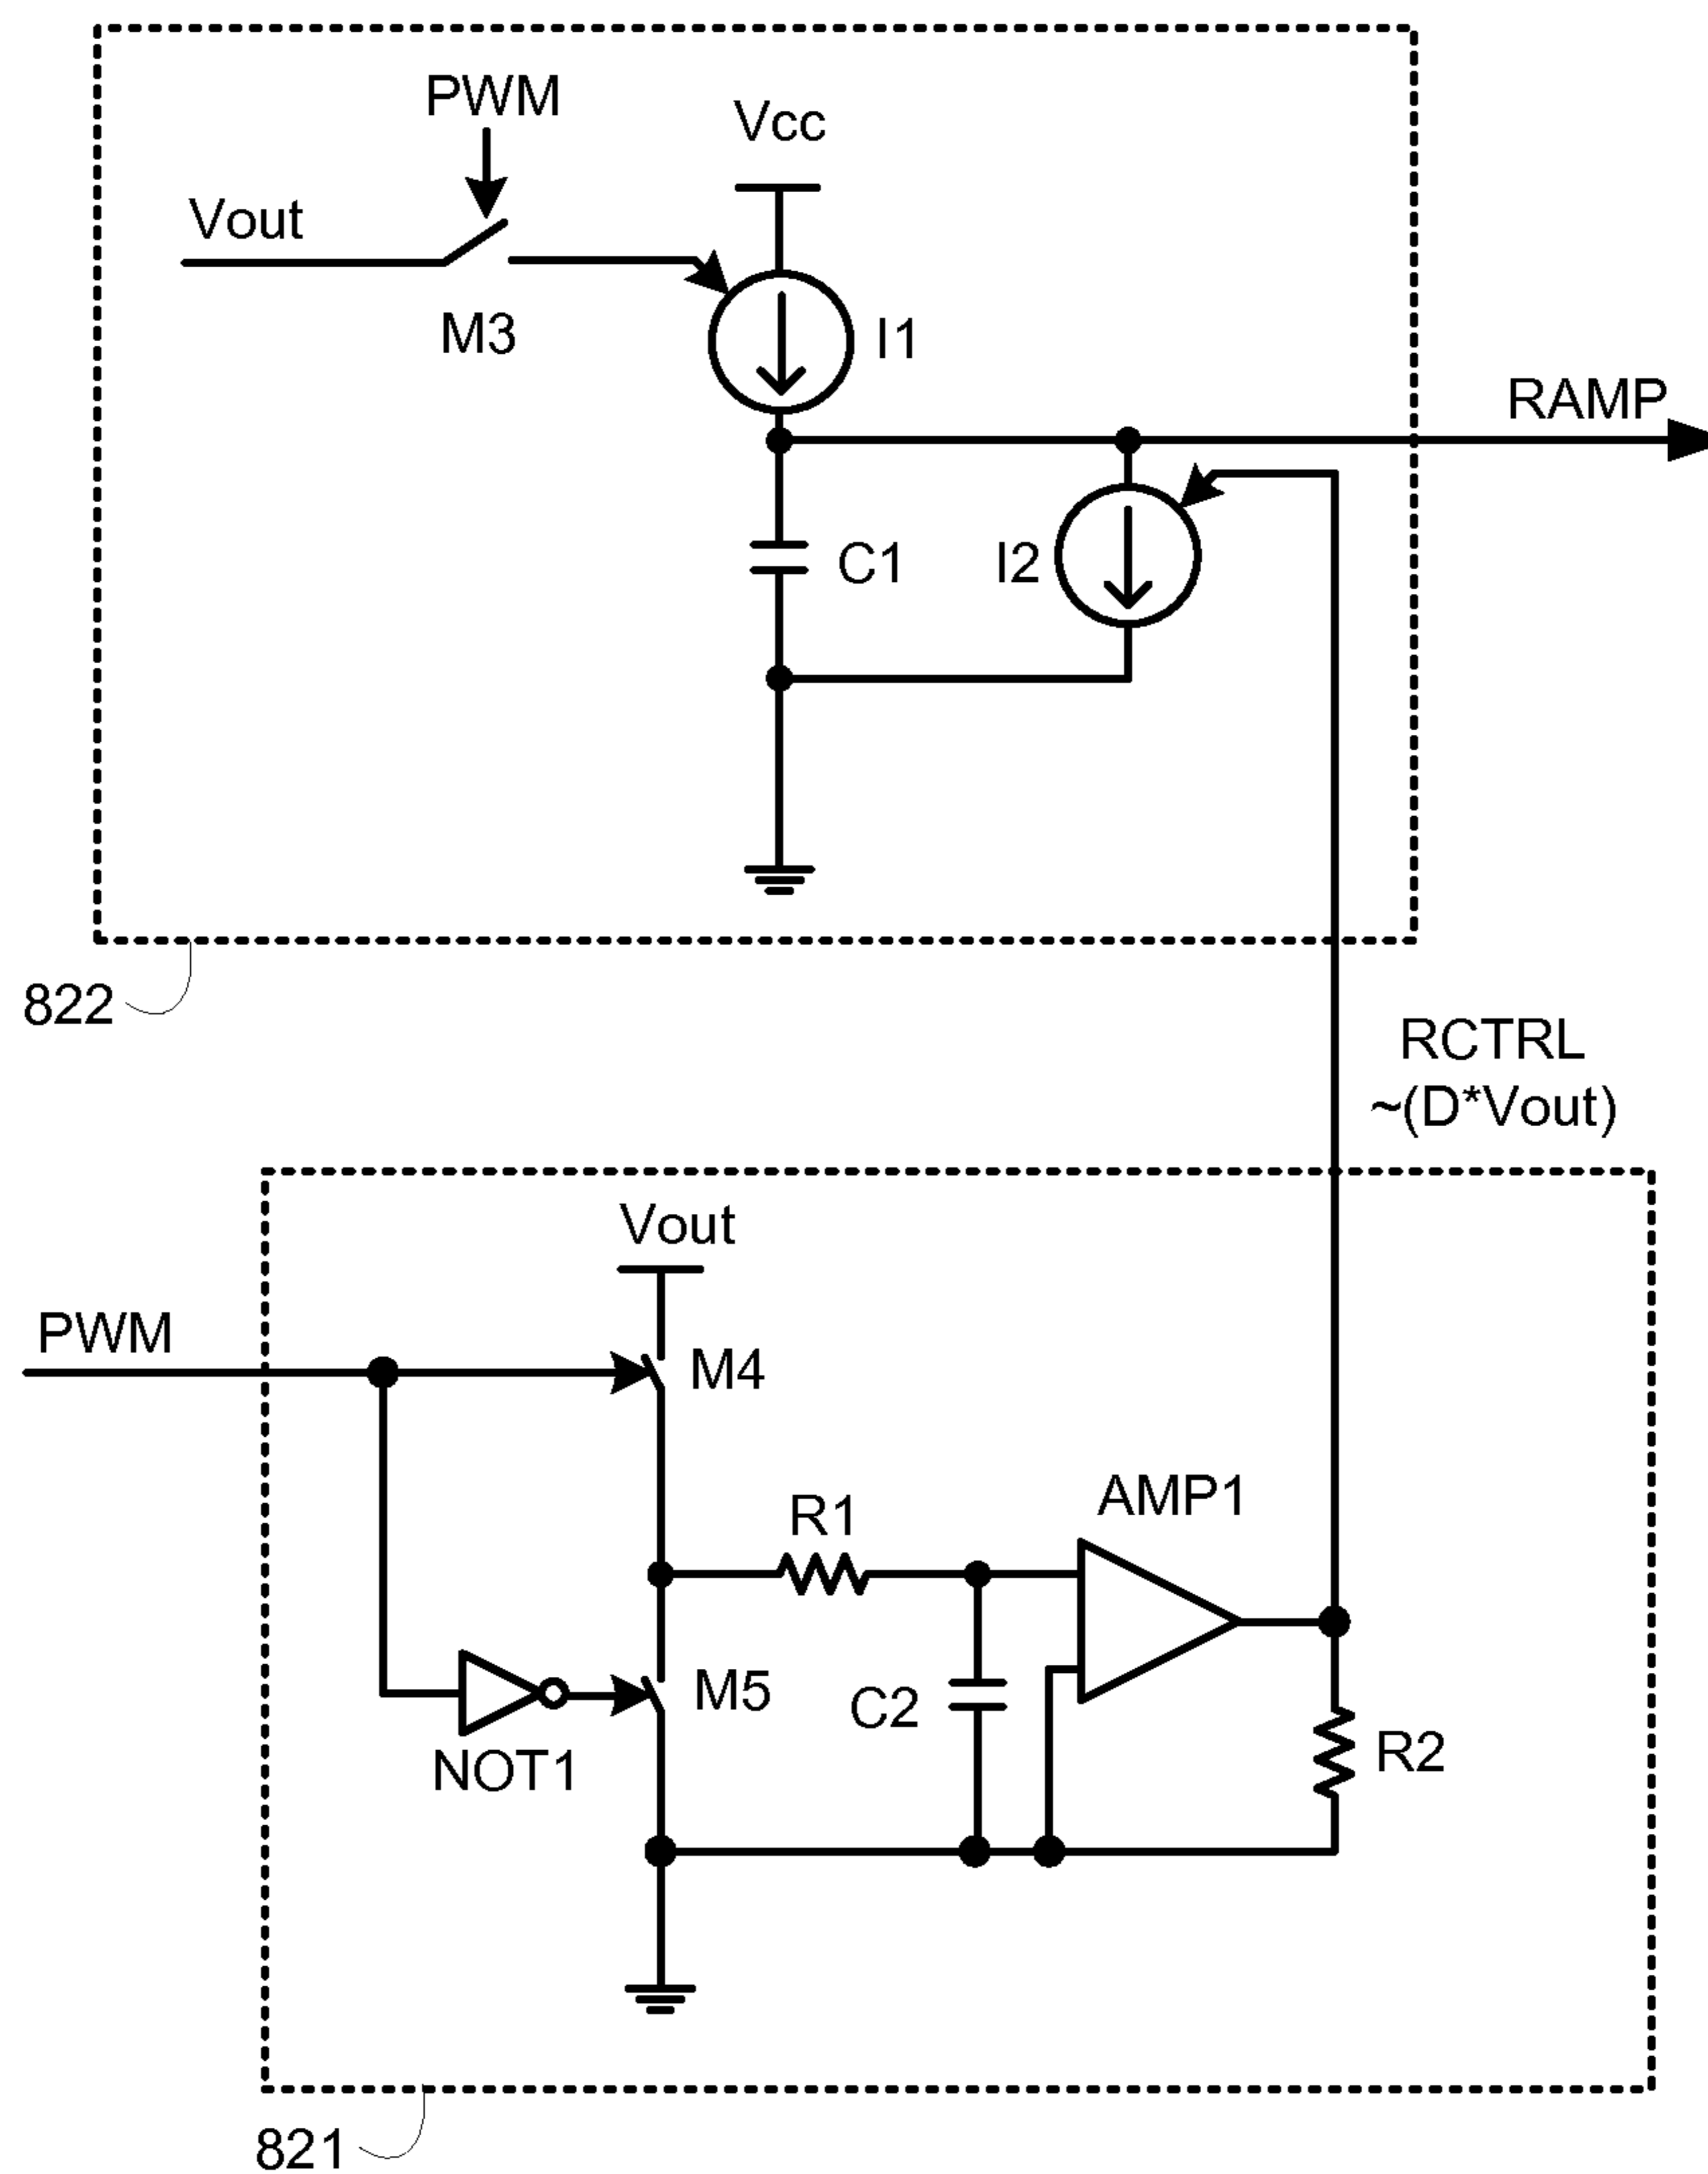 PWM
Vcc
Vout
M3
I1
RAMP
C1
I2
822
RCTRL
~(D*Vout)
Vout
PWM
M4
AMP1
R1
M5
C2
NOT1
R2
821